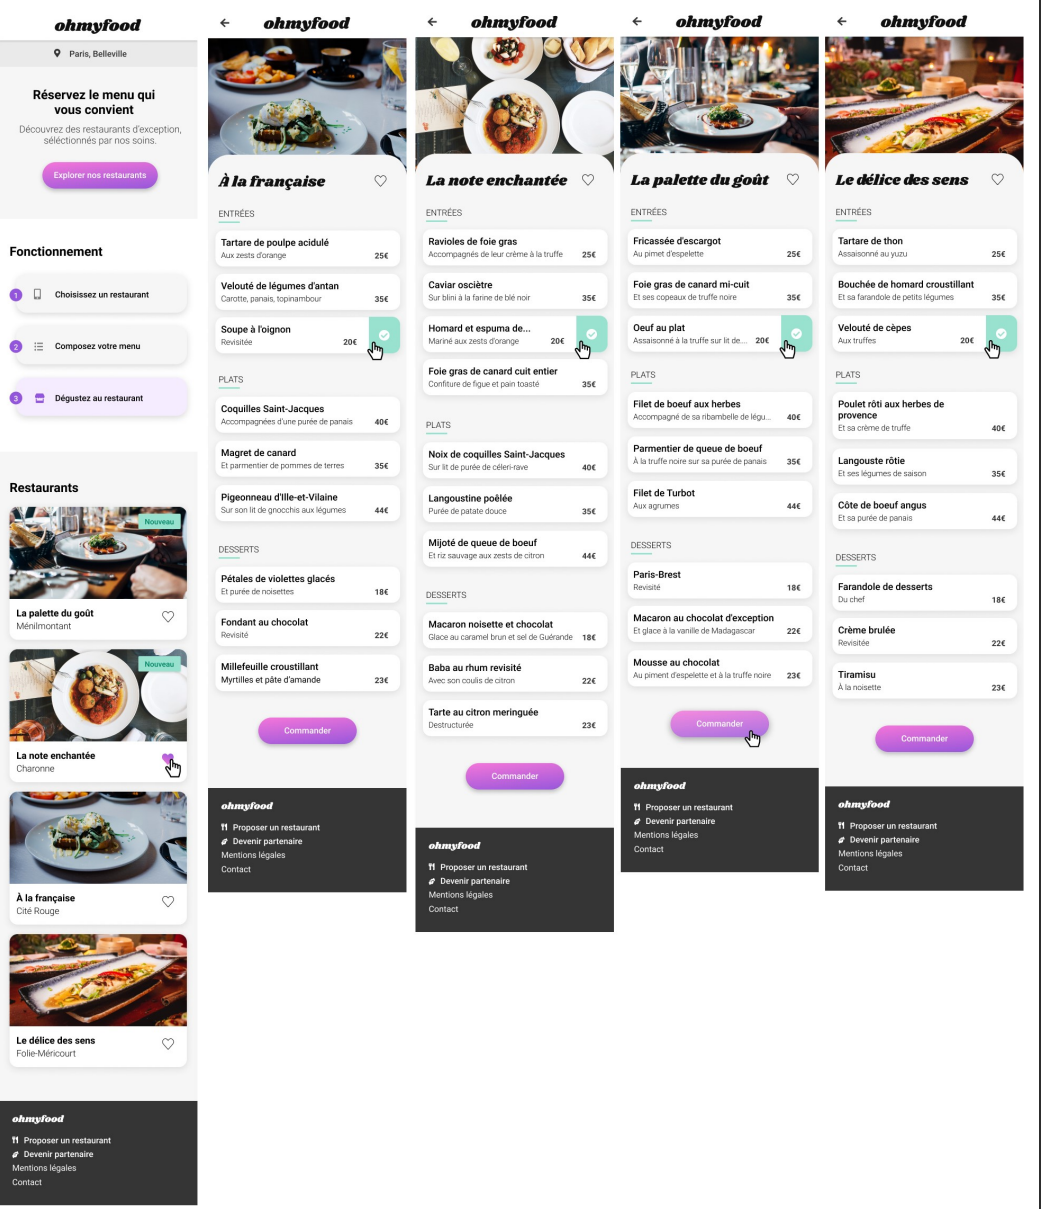 ohmyfood
Paris, Belleville
Réservez le menu qui
vous convient
Découvrez des restaurants d'exception,
séléctionnés par nos soins.
Explorer nos restaurants
Fonctionnement
1 Choisissez un restaurant
2 Composez votre menu
3 Dégustez au restaurant
Restaurants
Nouveau
La palette du goût
Ménilmontant
Nouveau
La note enchantée
Charonne
À la française
Cité Rouge
Le délice des sens
Folie-Méricourt
ohmyfood
Proposer un restaurant
Devenir partenaire
Mentions légales
Contact
ohmyfood
À la française
ENTRÉES
Tartare de poulpe acidulé
Aux zests d'orange 25€
Velouté de légumes d'antan
Carotte, panais, topinambour 35€
Soupe à l'oignon
Revisitée 20€
PLATS
Coquilles Saint-Jacques
Accompagnées d'une purée de panais 40€
Magret de canard
Et parmentier de pommes de terres 35€
Pigeonneau d'Ille-et-Vilaine
Sur son lit de gnocchis aux légumes 44€
DESSERTS
Pétales de violettes glacés
Et purée de noisettes 18€
Fondant au chocolat
Revisité 22€
Millefeuille croustillant
Myrtilles et pâte d'amande 23€
Commander
ohmyfood
Proposer un restaurant
Devenir partenaire
Mentions légales
Contact
ohmyfood
La note enchantée
ENTRÉES
Ravioles de foie gras
Accompagnés de leur crème à la truffe 25€
Caviar osciètre
Sur blini à la farine de blé noir 35€
Homard et espuma de...
Mariné aux zests d'orange 20€
Foie gras de canard cuit entier
Confiture de figue et pain toasté 35€
PLATS
Noix de coquilles Saint-Jacques
Sur lit de purée de céleri-rave 40€
Langoustine poêlée
Purée de patate douce 35€
Mijoté de queue de boeuf
Et riz sauvage aux zests de citron 44€
DESSERTS
Macaron noisette et chocolat
Glace au caramel brun et sel de Guérande 18€
Baba au rhum revisité
Avec son coulis de citron 22€
Tarte au citron meringuée
Destructurée 23€
Commander
ohmyfood
Proposer un restaurant
Devenir partenaire
Mentions légales
Contact
ohmyfood
La palette du goût
ENTRÉES
Fricassée d'escargot
Au pimet d'espelette 25€
Foie gras de canard mi-cuit
Et ses copeaux de truffe noire 35€
Oeuf au plat
Assaisonné à la truffe sur lit de... 20€
PLATS
Filet de boeuf aux herbes
Accompagné de sa ribambelle de légu... 40€
Parmentier de queue de boeuf
À la truffe noire sur sa purée de panais 35€
Filet de Turbot
Aux agrumes 44€
DESSERTS
Paris-Brest
Revisité 18€
Macaron au chocolat d'exception
Et glace à la vanille de Madagascar 22€
Mousse au chocolat
Au piment d'espelette et à la truffe noire 23€
Commander
ohmyfood
Proposer un restaurant
Devenir partenaire
Mentions légales
Contact
ohmyfood
Le délice des sens
ENTRÉES
Tartare de thon
Assaisonné au yuzu 25€
Bouchée de homard croustillant
Et sa farandole de petits légumes 35€
Velouté de cèpes
Aux truffes 20€
PLATS
Poulet rôti aux herbes de
provence
Et sa crème de truffe 40€
Langouste rôtie
Et ses légumes de saison 35€
Côte de boeuf angus
Et sa purée de panais 44€
DESSERTS
Farandole de desserts
Du chef 18€
Crème brulée
Revisitée 22€
Tiramisu
À la noisette 23€
Commander
ohmyfood
Proposer un restaurant
Devenir partenaire
Mentions légales
Contact